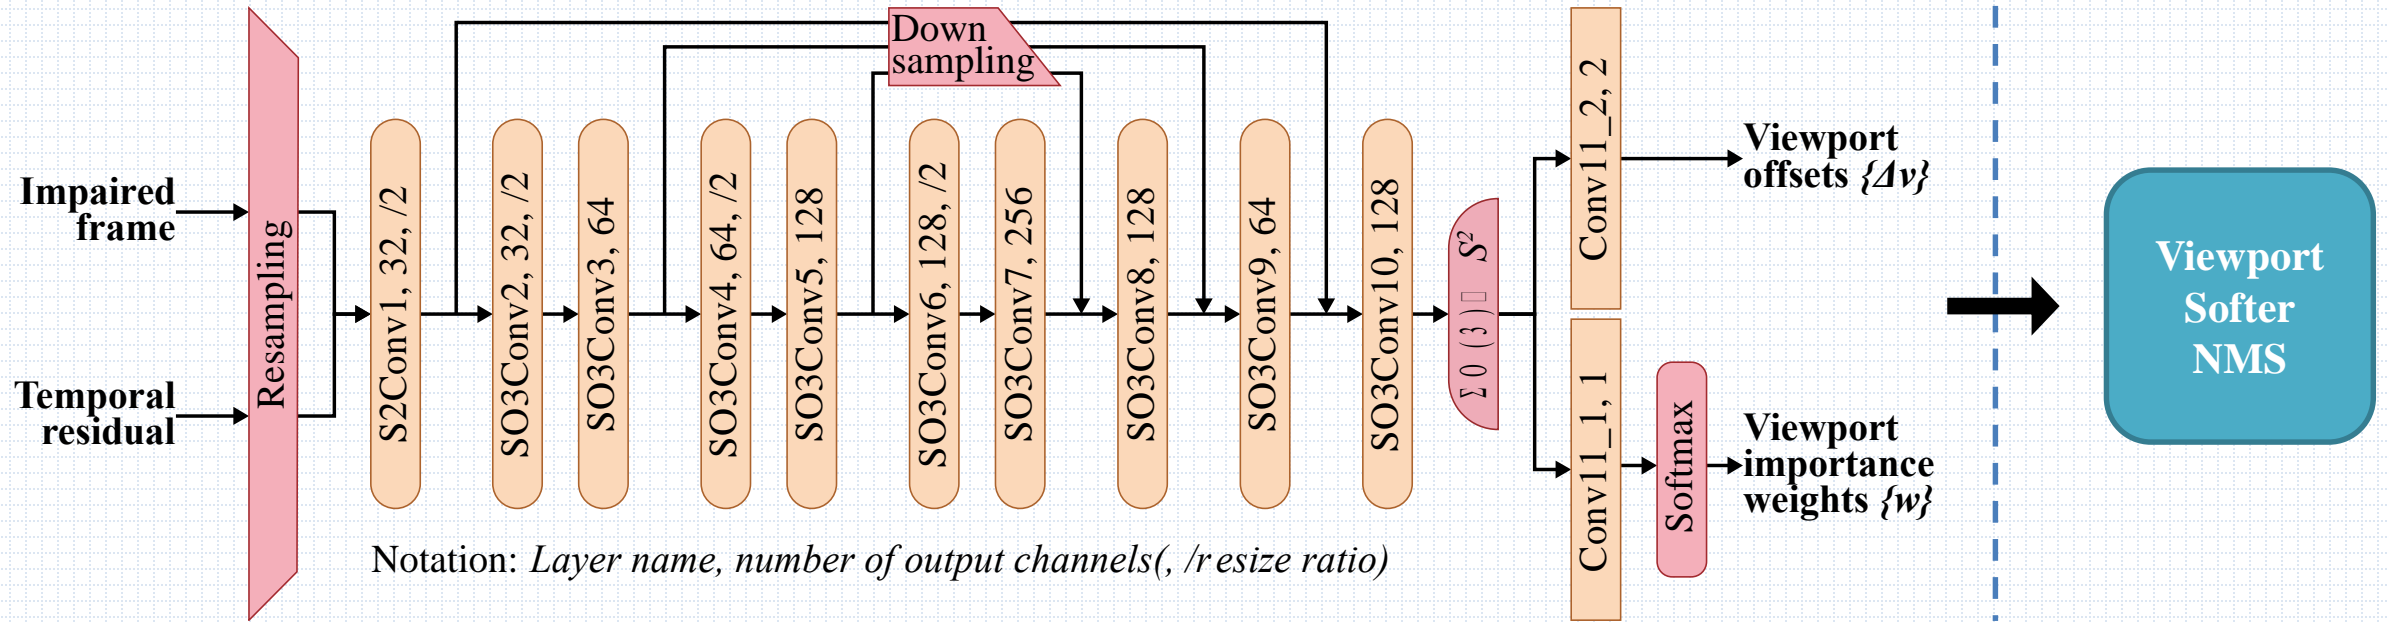 Impaired
frame
Temporal
residual
Resampling
S2Conv1, 32, /2
SO3Conv2, 32, /2
SO3Conv3, 64
SO3Conv4, 64, /2
SO3Conv5, 128
Down
sampling
SO3Conv6, 128, /2
SO3Conv7, 256
SO3Conv8, 128
SO3Conv9, 64
SO3Conv10, 128
Σ Ο (3) S²
Conv11_2, 2
Conv11_1, 1
Softmax
Viewport
offsets {Δv}
Viewport
importance
weights {w}
Viewport
Softer
NMS
Notation: Layer name, number of output channels(, /resize ratio)